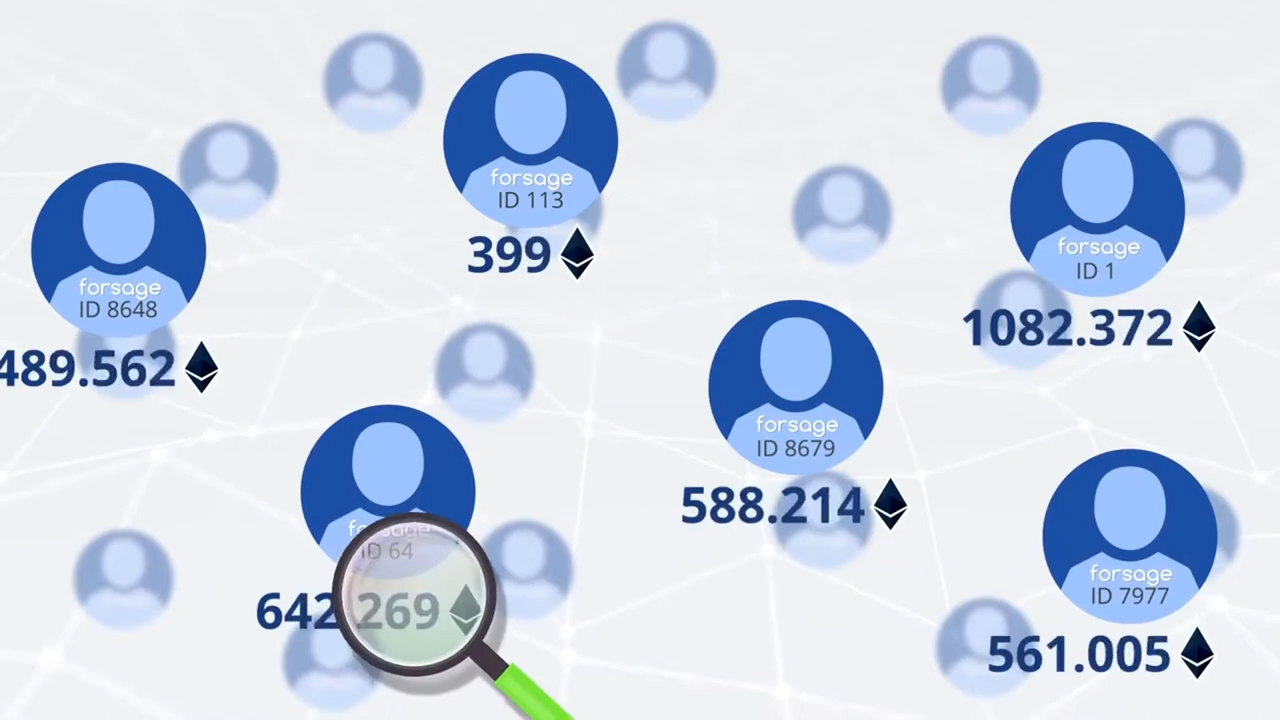 forsage
ID 113
399
forsage
ID 1
1082.372
forsage
ID 8648
489.562
forsage
ID 8679
588.214
forsage
ID 64
642.269
forsage
ID 7977
561.005